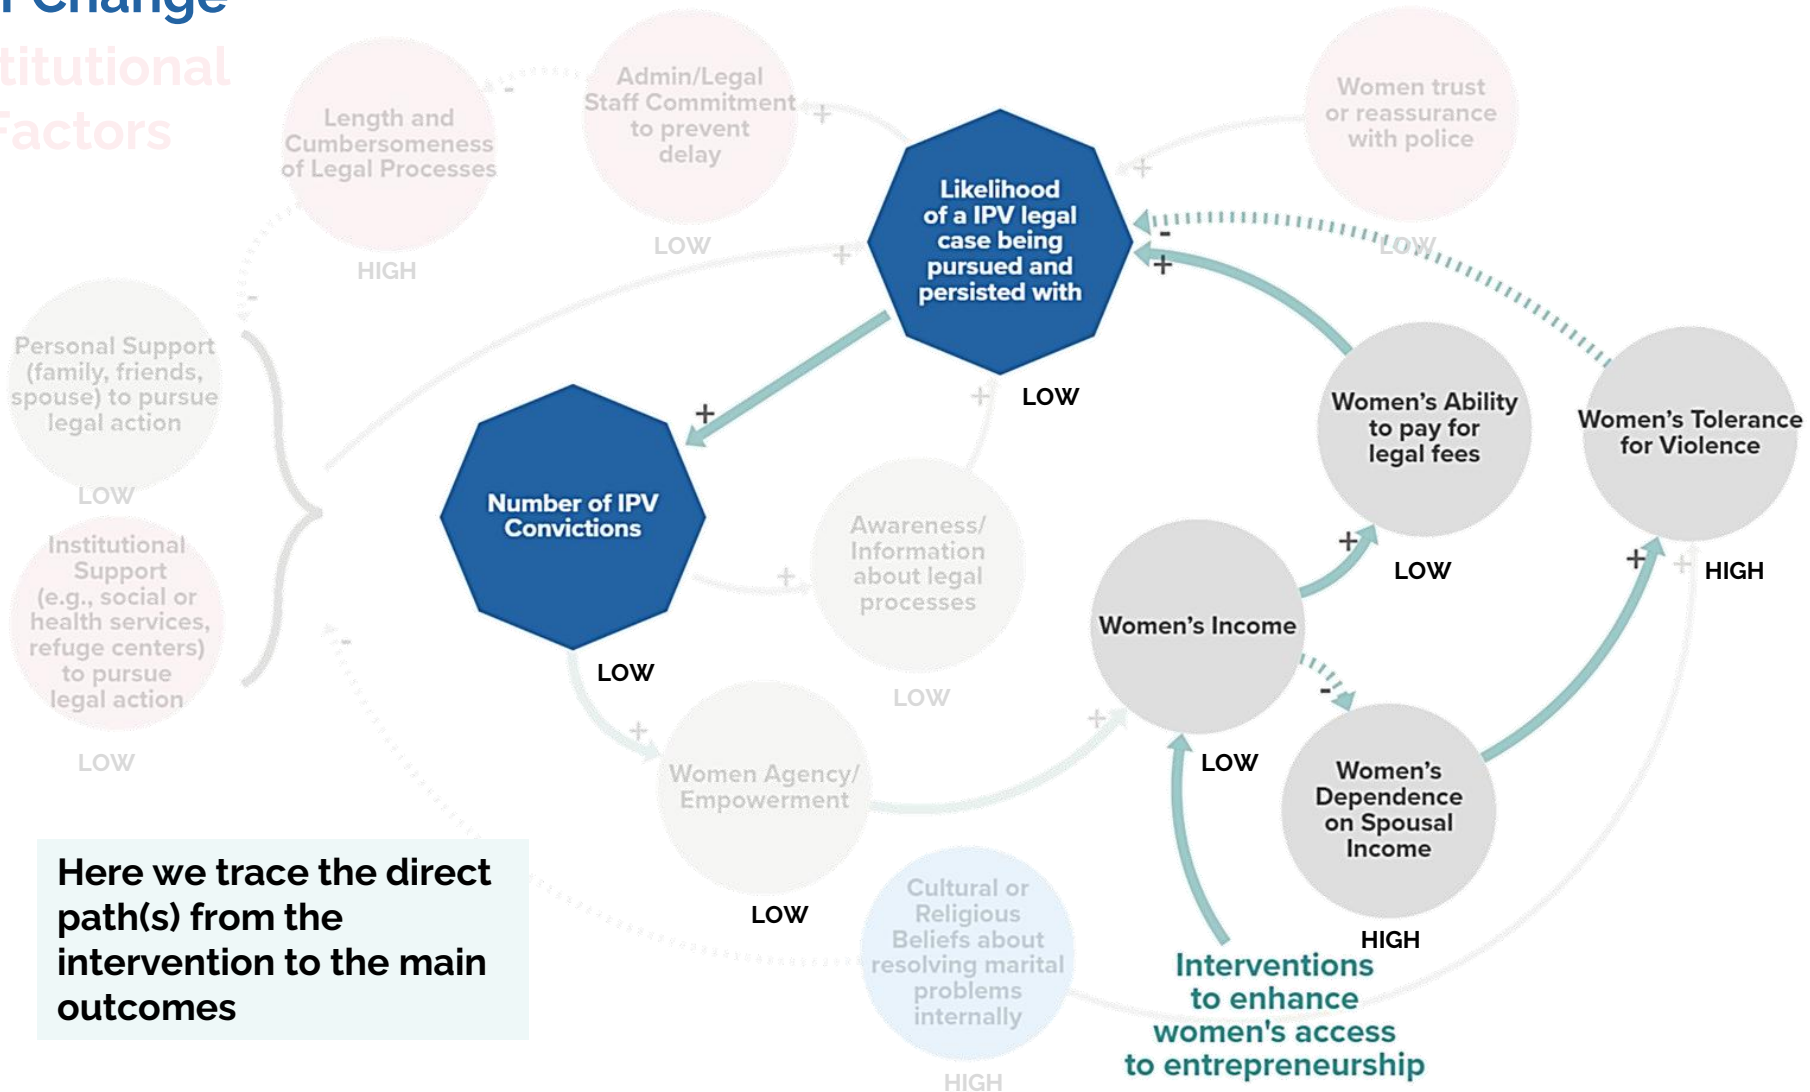 Change
titutional
Factors
Length and
Cumbersomeness
of Legal Processes
HIGH
-
-
Admin/Legal
Staff Commitment
to prevent
delay
LOW
+
+
Likelihood
of a IPV legal
case being
pursued and
persisted with
LOW
Women trust
or reassurance
with police
LOW
+
-
+
Personal Support
(family, friends,
spouse) to pursue
legal action
LOW
Institutional
Support
(e.g., social or
health services,
refuge centers)
to pursue
legal action
LOW
-
+
Number of IPV
Convictions
LOW
+
+
Awareness/
Information
about legal
processes
LOW
+
Women's Ability
to pay for
legal fees
LOW
+
Women's Tolerance
for Violence
HIGH
+
+
Women's Income
LOW
-
+
Women Agency/
Empowerment
LOW
Women's
Dependence
on Spousal
Income
HIGH
Cultural or
Religious
Beliefs about
resolving marital
problems
internally
HIGH
Interventions
to enhance
women's access
to entrepreneurship
Here we trace the direct
path(s) from the
intervention to the main
outcomes